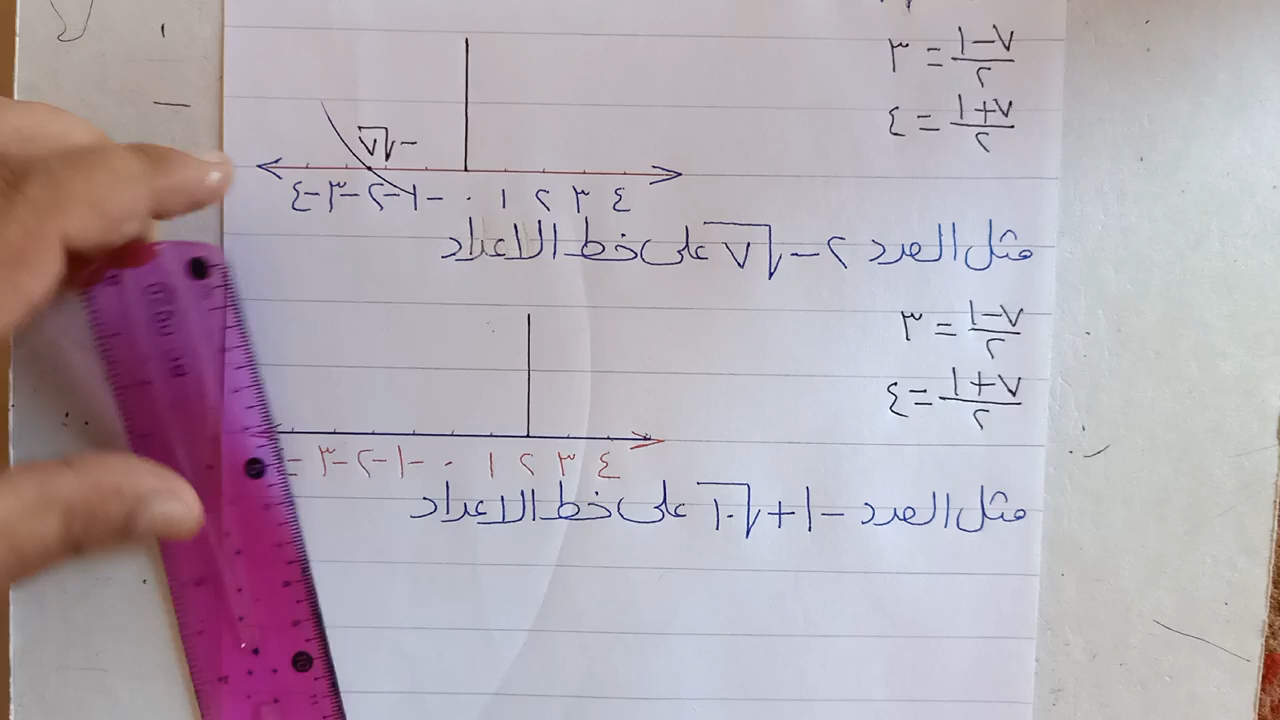 ٧-١/٢ = ٣
٧+١/٢ = ٤
-√٧
٤- ٣- ٢- ١- ٠ ١ ٢ ٣ ٤
مثل العدد ٢-√٧ على خط الاعداد
٧-١/٢ = ٣
٧+١/٢ = ٤
٣- ٢- ١- ٠ ١ ٢ ٣ ٤
مثل العدد -١+√١٠ على خط الاعداد